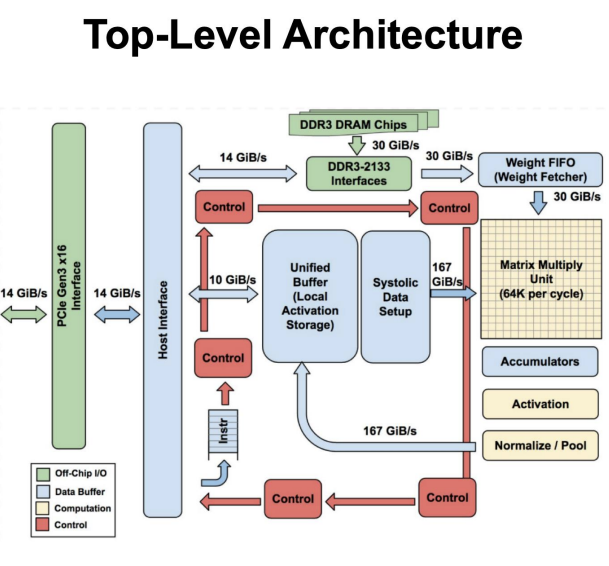 Top-Level Architecture
DDR3 DRAM Chips
30 GiB/s
14 GiB/s
DDR3-2133
Interfaces
30 GiB/s
Weight FIFO
(Weight Fetcher)
30 GiB/s
Control
Control
PCIe Gen3 x16
Interface
Host Interface
14 GiB/s
14 GiB/s
10 GiB/s
Unified
Buffer
(Local
Activation
Storage)
Systolic
Data
Setup
167
GiB/s
Matrix Multiply
Unit
(64K per cycle)
Control
Accumulators
Activation
Instr
167 GiB/s
Normalize / Pool
Control
Control
Off-Chip I/O
Data Buffer
Computation
Control